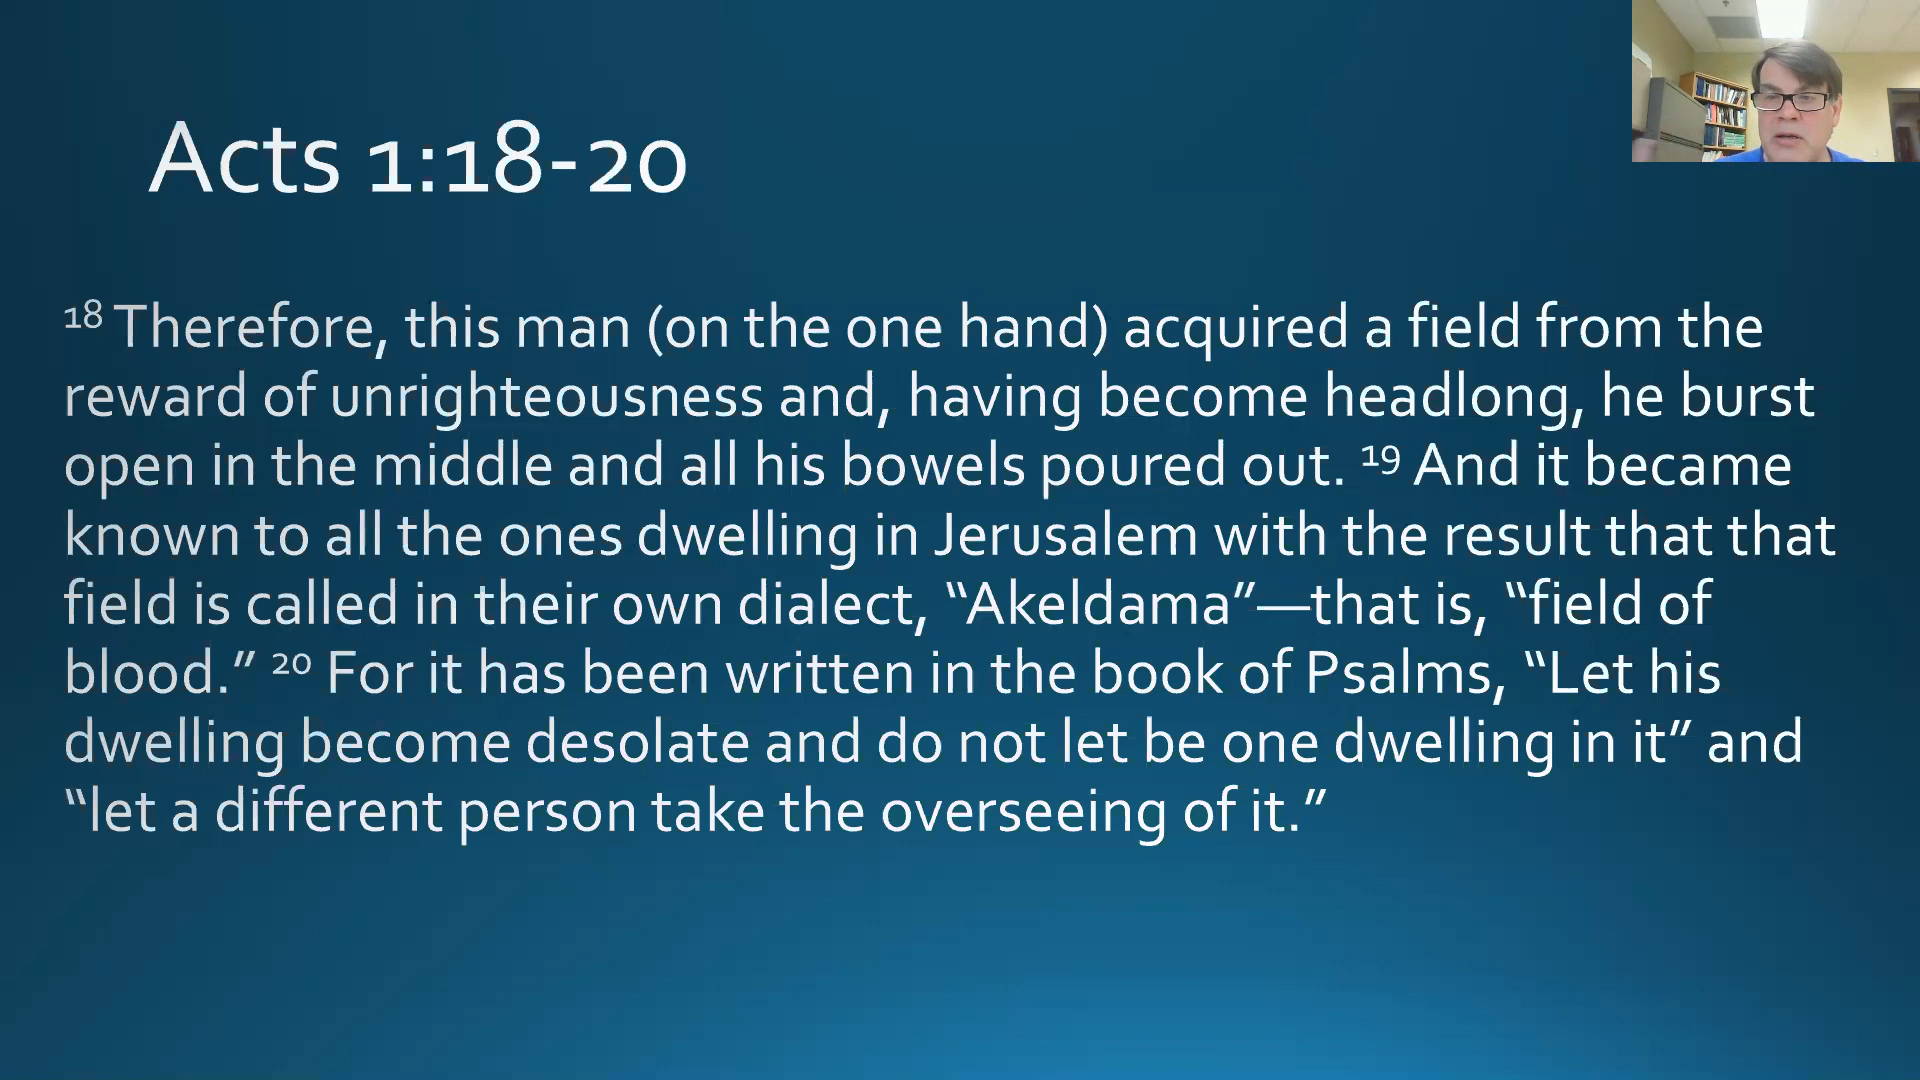 Acts 1:18-20
18 Therefore, this man (on the one hand) acquired a field from the
reward of unrighteousness and, having become headlong, he burst
open in the middle and all his bowels poured out. 19 And it became
known to all the ones dwelling in Jerusalem with the result that that
field is called in their own dialect, “Akeldama”—that is, “field of
blood.” 20 For it has been written in the book of Psalms, “Let his
dwelling become desolate and do not let be one dwelling in it” and
“let a different person take the overseeing of it.”